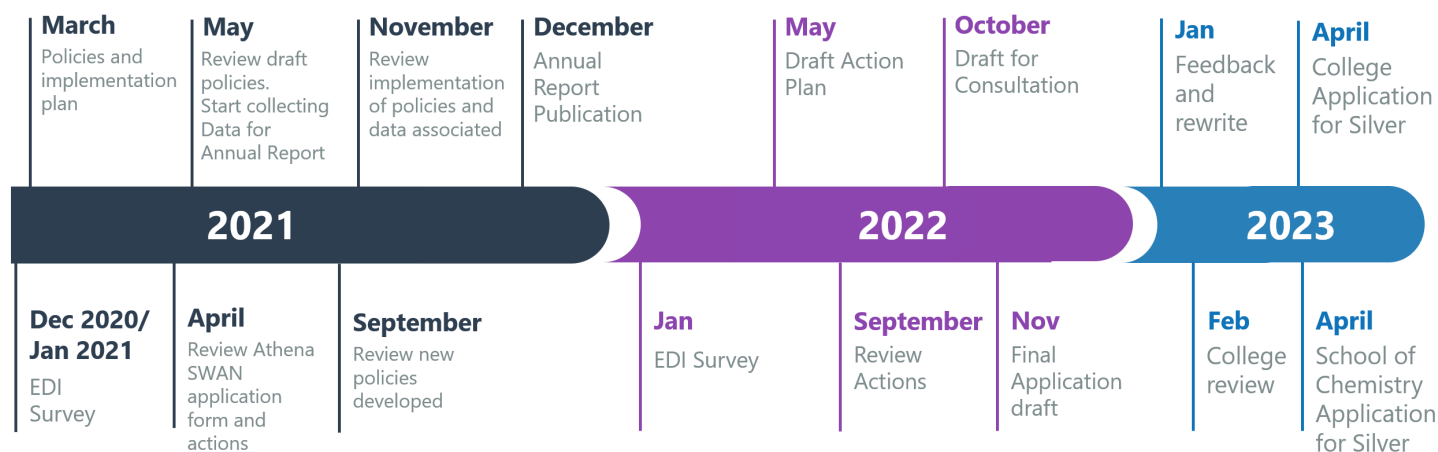 March
Policies and
implementation
plan
May
Review draft
policies.
Start collecting
Data for
Annual Report
November
Review
implementation
of policies and
data associated
December
Annual
Report
Publication
May
Draft Action
Plan
October
Draft for
Consultation
Jan
Feedback
and
rewrite
April
College
Application
for Silver
2021
2022
2023
Dec 2020/
Jan 2021
EDI
Survey
April
Review Athena
SWAN
application
form and
actions
September
Review new
policies
developed
Jan
EDI Survey
September
Review
Actions
Nov
Final
Application
draft
Feb
College
review
April
School of
Chemistry
Application
for Silver